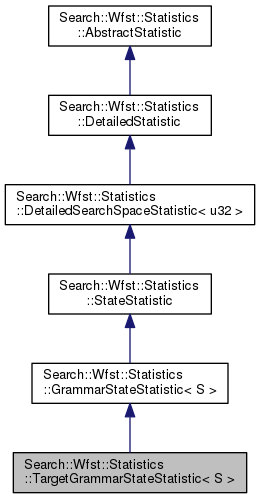 Search::Wfst::Statistics
::AbstractStatistic
Search::Wfst::Statistics
::DetailedStatistic
Search::Wfst::Statistics
::DetailedSearchSpaceStatistic< u32 >
Search::Wfst::Statistics
::StateStatistic
Search::Wfst::Statistics
::GrammarStateStatistic< S >
Search::Wfst::Statistics
::TargetGrammarStateStatistic< S >